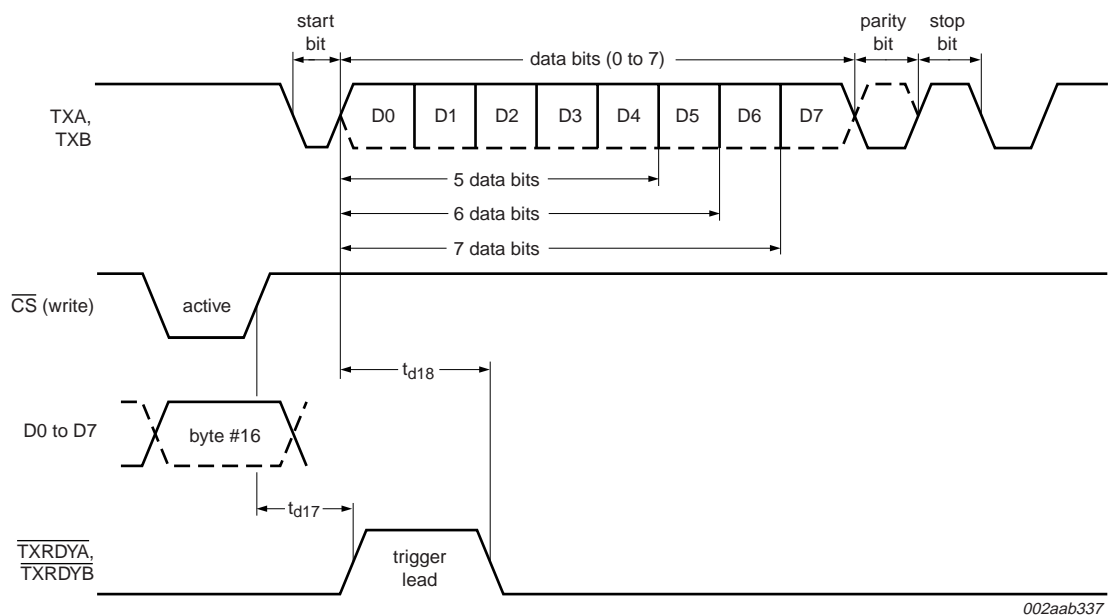 start
bit
data bits (0 to 7)
parity
bit
stop
bit
TXA,
TXB
D0 D1 D2 D3 D4 D5 D6 D7
5 data bits
6 data bits
7 data bits
CS (write)
active
td18
D0 to D7
byte #16
td17
TXRDYA,
TXRDYB
trigger
lead
002aab337